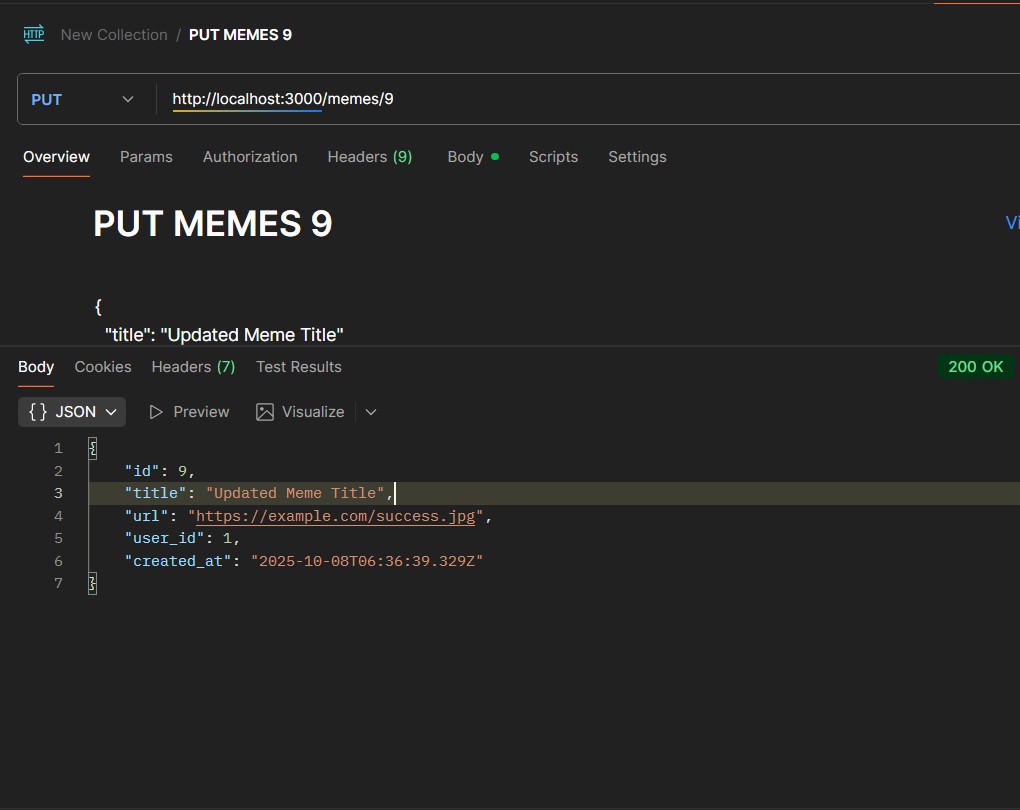 HTTP New Collection / PUT MEMES 9
PUT http://localhost:3000/memes/9
Overview Params Authorization Headers (9) Body Scripts Settings
PUT MEMES 9
{
"title": "Updated Meme Title"
Body Cookies Headers (7) Test Results 200 OK
{} JSON Preview Visualize
1 {
2 "id": 9,
3 "title": "Updated Meme Title",
4 "url": "https://example.com/success.jpg",
5 "user_id": 1,
6 "created_at": "2025-10-08T06:36:39.329Z"
7 }